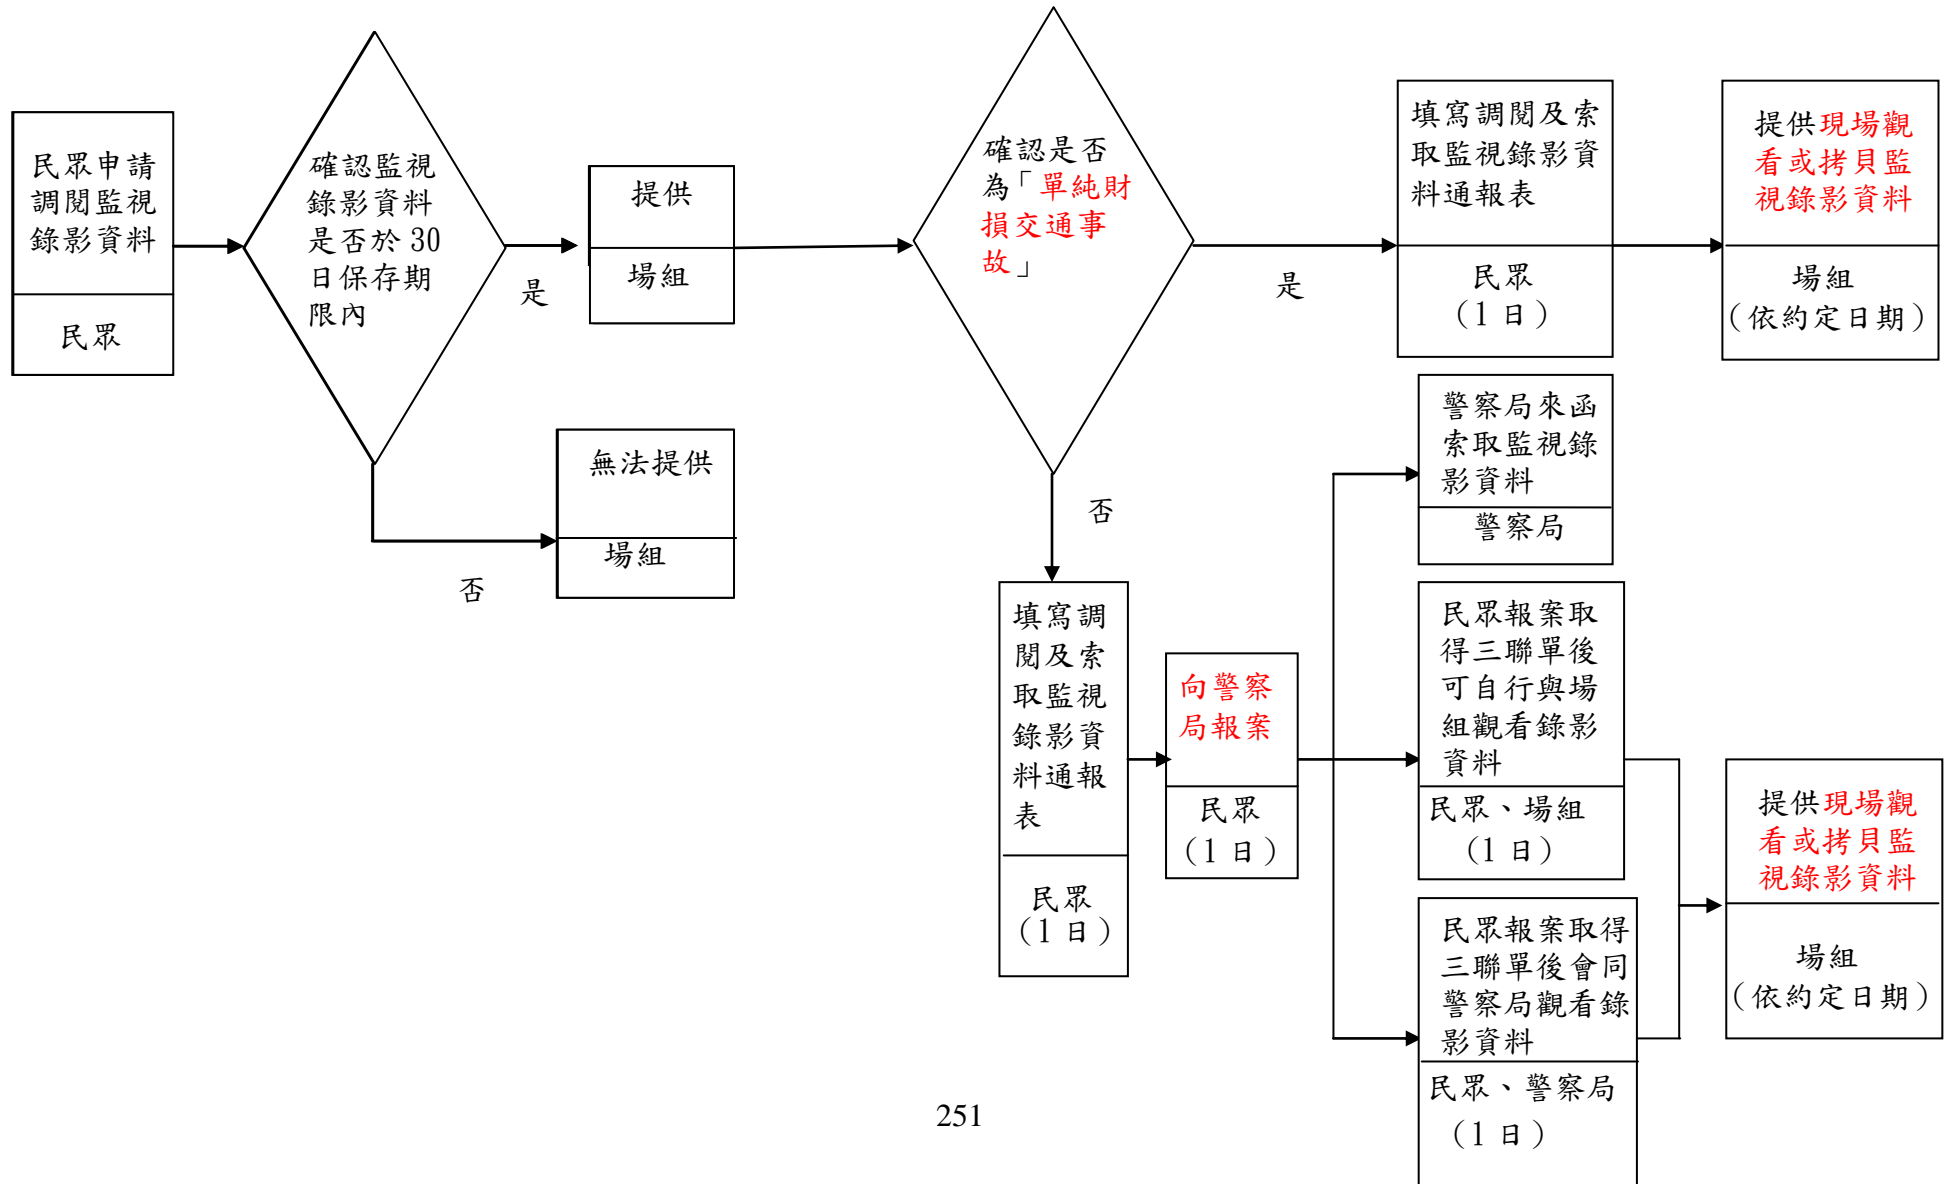 民眾申請
調閱監視
錄影資料
民眾
確認監視
錄影資料
是否於 30
日保存期
限內
是
提供
場組
否
無法提供
場組
確認是否
為「單純財
損交通事
故」
是
填寫調閱及索
取監視錄影資
料通報表
民眾
（1 日）
提供現場觀
看或拷貝監
視錄影資料
場組
（依約定日期）
否
填寫調
閱及索
取監視
錄影資
料通報
表
民眾
（1 日）
向警察
局報案
民眾
（1 日）
警察局來函
索取監視錄
影資料
警察局
民眾報案取
得三聯單後
可自行與場
組觀看錄影
資料
民眾、場組
（1 日）
民眾報案取得
三聯單後會同
警察局觀看錄
影資料
民眾、警察局
（1 日）
提供現場觀
看或拷貝監
視錄影資料
場組
（依約定日期）
251